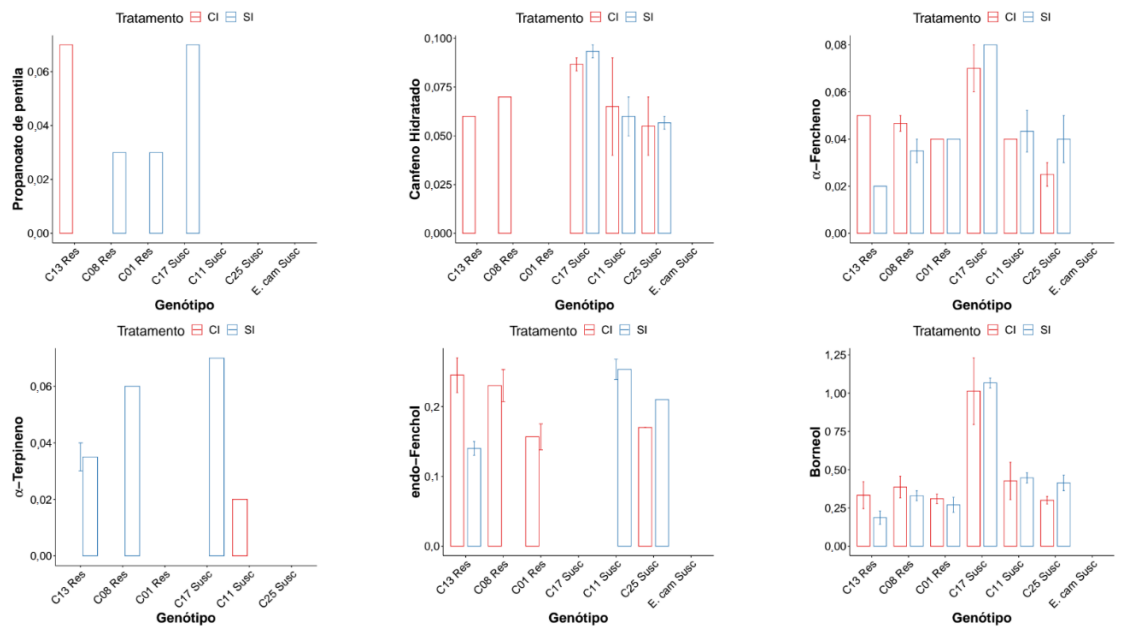 Tratamento CI SI
Propanoato de pentila
0,06
0,04
0,02
0,00
C13 Res
C08 Res
C01 Res
C17 Susc
C11 Susc
C25 Susc
E. cam Susc
Genótipo
Tratamento CI SI
Canfeno Hidratado
0,100
0,075
0,050
0,025
0,000
C13 Res
C08 Res
C01 Res
C17 Susc
C11 Susc
C25 Susc
E. cam Susc
Genótipo
Tratamento CI SI
α−Fencheno
0,08
0,06
0,04
0,02
0,00
C13 Res
C08 Res
C01 Res
C17 Susc
C11 Susc
C25 Susc
E. cam Susc
Genótipo
Tratamento CI SI
α−Terpineno
0,06
0,04
0,02
0,00
C13 Res
C08 Res
C01 Res
C17 Susc
C11 Susc
C25 Susc
Genótipo
Tratamento CI SI
endo−Fenchol
0,2
0,1
0,0
C13 Res
C08 Res
C01 Res
C17 Susc
C11 Susc
C25 Susc
E. cam Susc
Genótipo
Tratamento CI SI
Borneol
1,25
1,00
0,75
0,50
0,25
0,00
C13 Res
C08 Res
C01 Res
C17 Susc
C11 Susc
C25 Susc
E. cam Susc
Genótipo